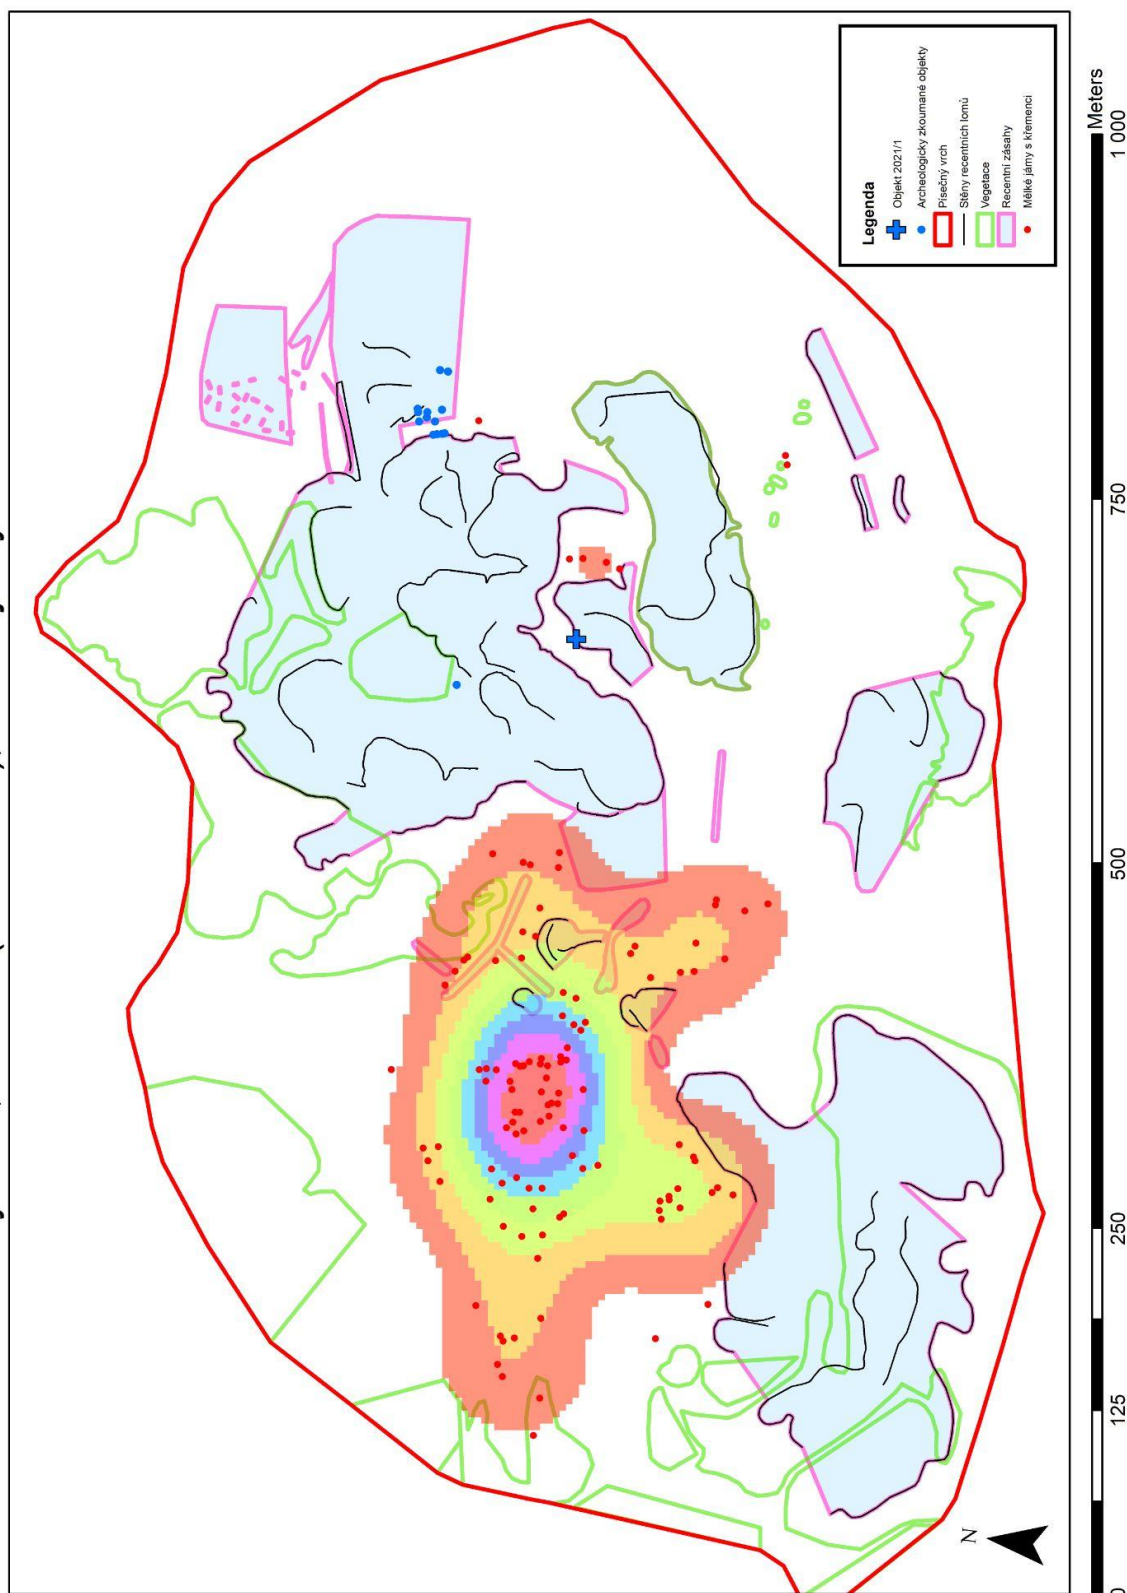 Legenda
Objekt 2021/1
Archeologicky zkoumané objekty
Písečný vrch
Stěny recentních lomů
Vegetace
Recentní zásahy
Mělké jámy s křemenci
N
125
250
500
750
1 000
Meters